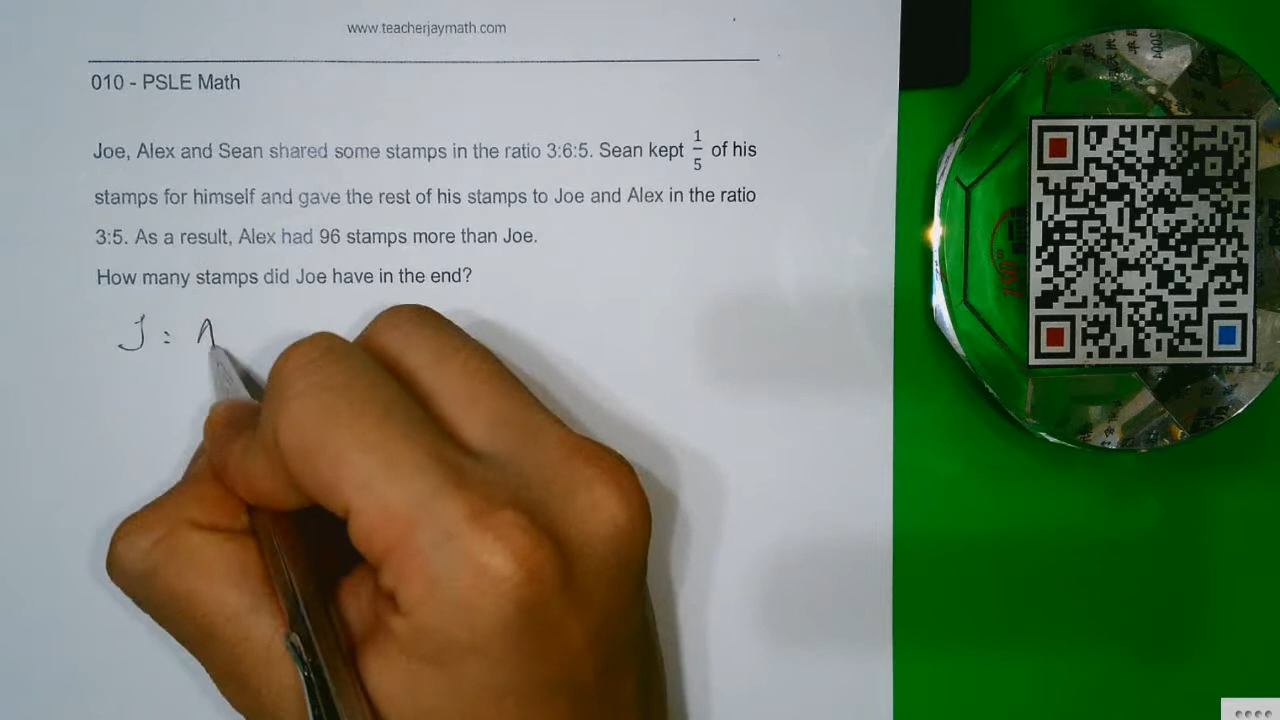 www.teacherjaymath.com
010 - PSLE Math
Joe, Alex and Sean shared some stamps in the ratio 3:6:5. Sean kept 1/5 of his
stamps for himself and gave the rest of his stamps to Joe and Alex in the ratio
3:5. As a result, Alex had 96 stamps more than Joe.
How many stamps did Joe have in the end?
J :